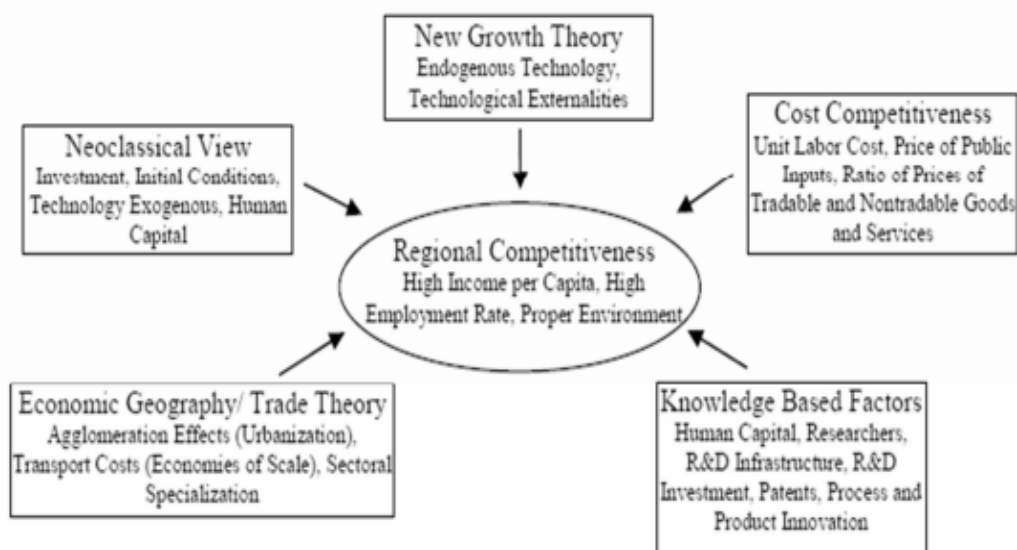 New Growth Theory
Endogenous Technology,
Technological Externalities
Neoclassical View
Investment, Initial Conditions,
Technology Exogenous, Human
Capital
Cost Competitiveness
Unit Labor Cost, Price of Public
Inputs, Ratio of Prices of
Tradable and Nontradable Goods
and Services
Regional Competitiveness
High Income per Capita, High
Employment Rate, Proper Environment
Economic Geography/ Trade Theory
Agglomeration Effects (Urbanization),
Transport Costs (Economies of Scale), Sectoral
Specialization
Knowledge Based Factors
Human Capital, Researchers,
R&D Infrastructure, R&D
Investment, Patents, Process and
Product Innovation